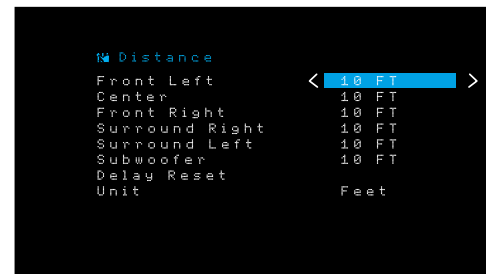 Distance
Front Left < 10 FT >
Center 10 FT
Front Right 10 FT
Surround Right 10 FT
Surround Left 10 FT
Subwoofer 10 FT
Delay Reset
Unit Feet